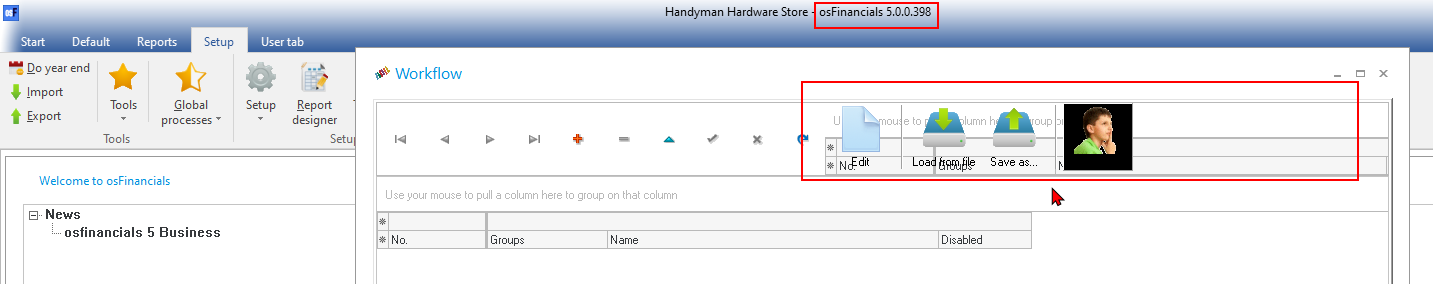 osF
Handyman Hardware Store - osFinancials 5.0.0.398
Start Default Reports Setup User tab
Do year end
Import
Export
Tools
Global processes
Setup
Report designer
Tools
Setup
Workflow
Use your mouse to pull a column here to group on
Edit
Load from file
Save as...
No. Groups
Welcome to osFinancials
News
osfinancials 5 Business
Use your mouse to pull a column here to group on that column
No. Groups Name Disabled